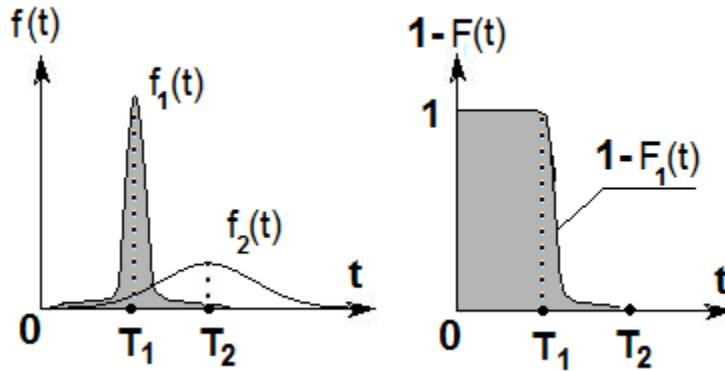 f(t)
f₁(t)
f₂(t)
t
0
T₁
T₂
1-F(t)
1
1-F₁(t)
t
0
T₁
T₂